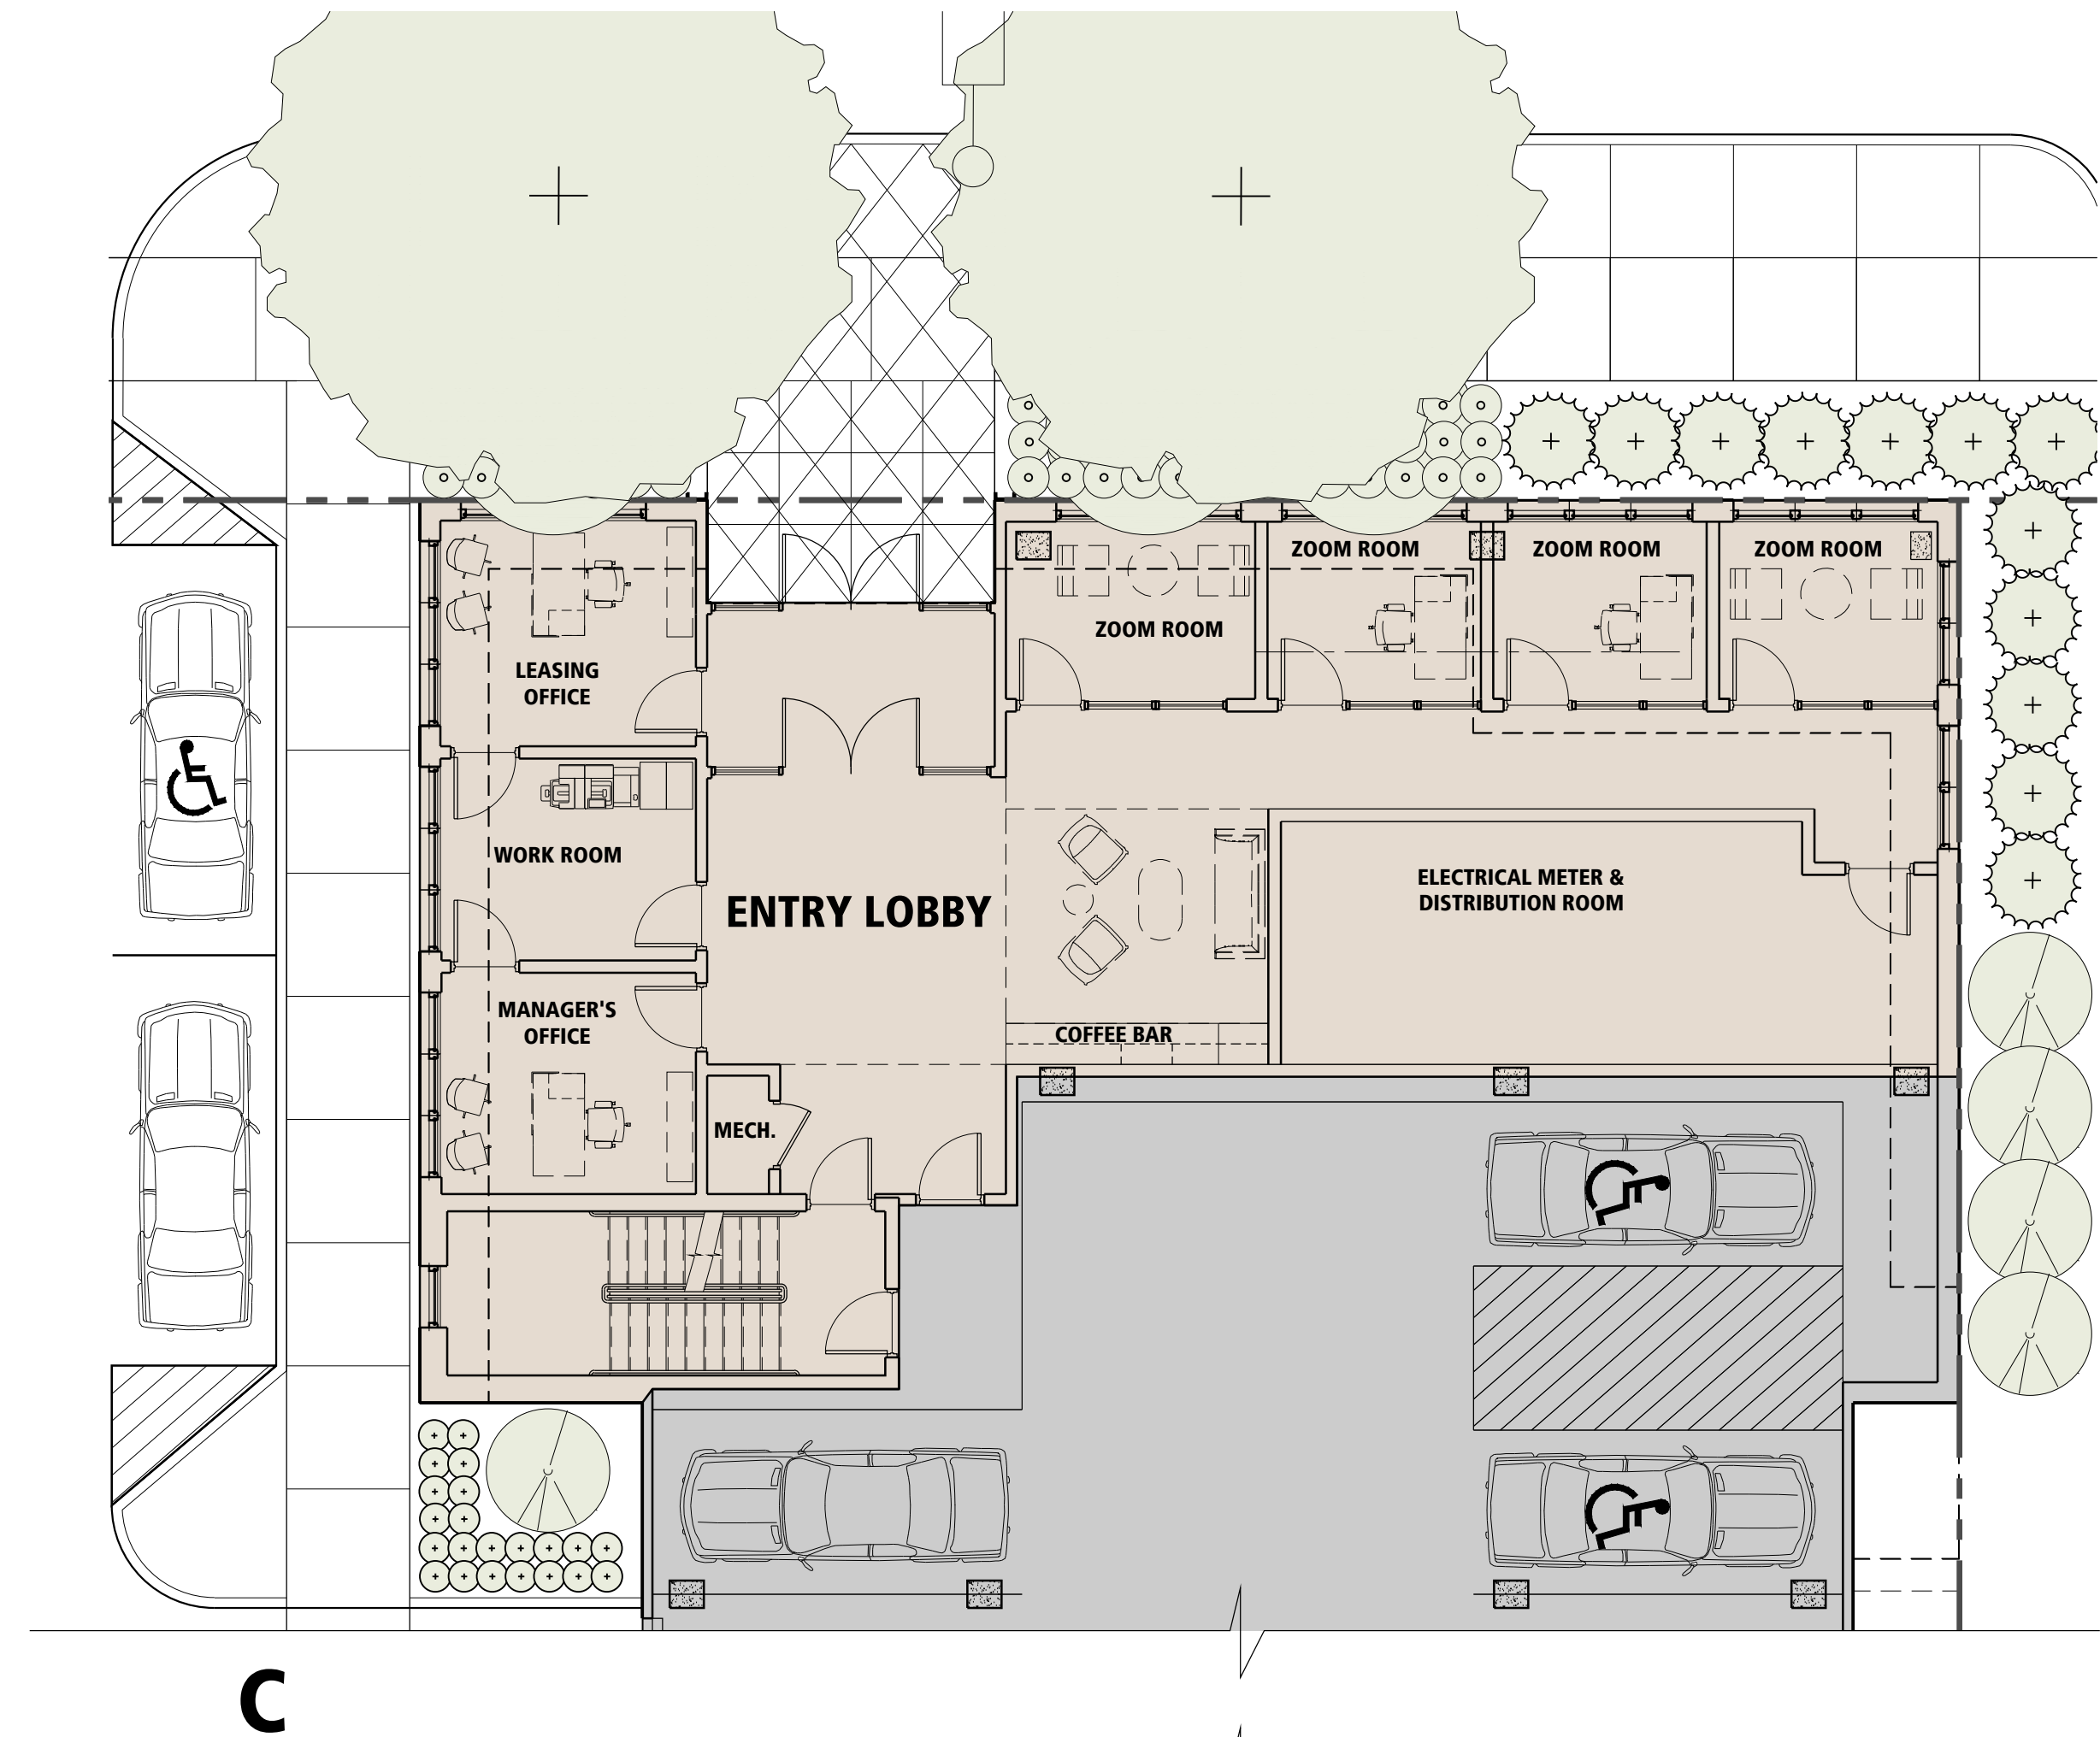 ZOOM ROOM
ZOOM ROOM
ZOOM ROOM
ZOOM ROOM
LEASING
OFFICE
WORK ROOM
ENTRY LOBBY
ELECTRICAL METER &
DISTRIBUTION ROOM
MANAGER'S
OFFICE
COFFEE BAR
MECH.
C